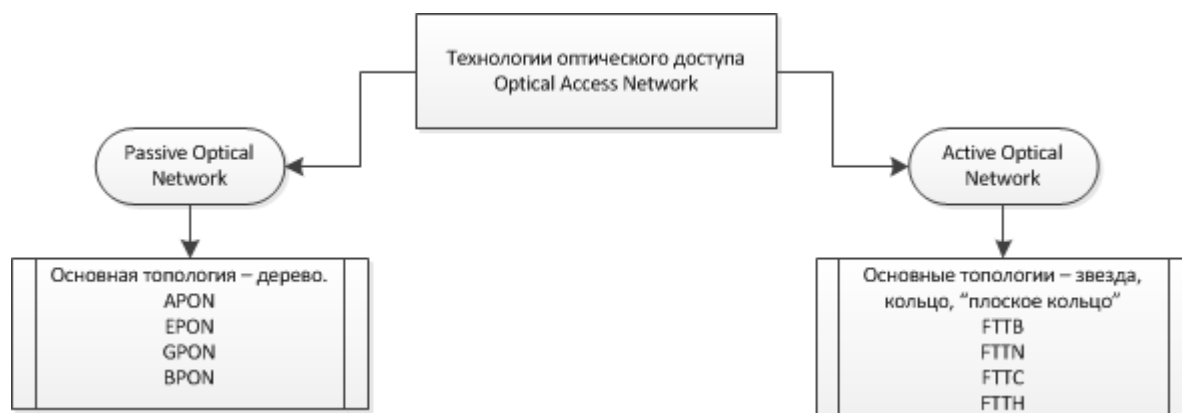 Технологии оптического доступа
Optical Access Network
Passive Optical
Network
Active Optical
Network
Основная топология – дерево.
APON
EPON
GPON
BPON
Основные топологии – звезда,
кольцо, “плоское кольцо”
FTTB
FTTN
FTTC
FTTH